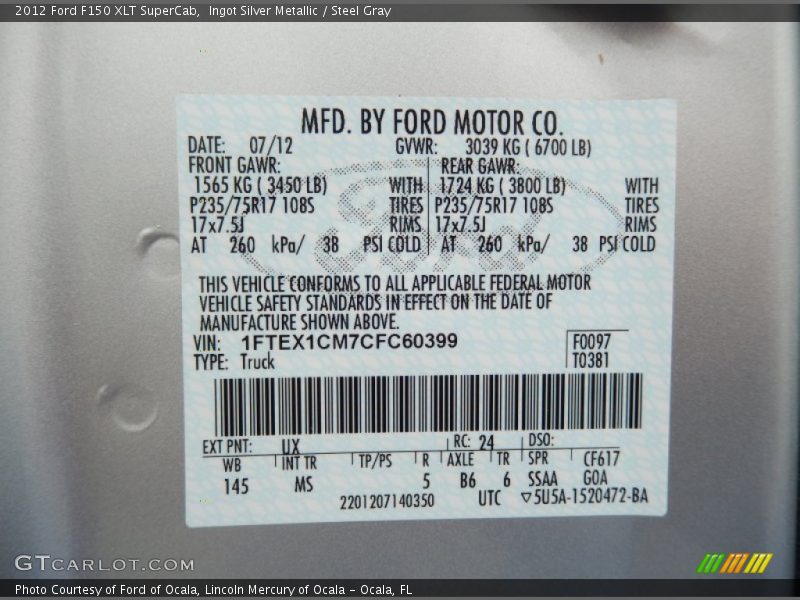 2012 Ford F150 XLT SuperCab, Ingot Silver Metallic / Steel Gray
MFD. BY FORD MOTOR CO.
DATE: 07/12 GVWR: 3039 KG ( 6700 LB)
FRONT GAWR: REAR GAWR:
1565 KG ( 3450 LB) WITH 1724 KG ( 3800 LB) WITH
P235/75R17 108S TIRES P235/75R17 108S TIRES
17x7.5J RIMS 17x7.5J RIMS
AT 260 kPa/ 38 PSI COLD AT 260 kPa/ 38 PSI COLD
Ford
THIS VEHICLE CONFORMS TO ALL APPLICABLE FEDERAL MOTOR
VEHICLE SAFETY STANDARDS IN EFFECT ON THE DATE OF
MANUFACTURE SHOWN ABOVE.
VIN: 1FTEX1CM7CFC60399 F0097
TYPE: Truck T0381
EXT PNT: UX RC: 24 DSO:
WB INT TR TP/PS R AXLE TR SPR CF617
145 MS 5 B6 6 SSAA GOA
2201207140350 UTC ▽5U5A-1520472-BA
GTCARLOT.COM
Photo Courtesy of Ford of Ocala, Lincoln Mercury of Ocala – Ocala, FL